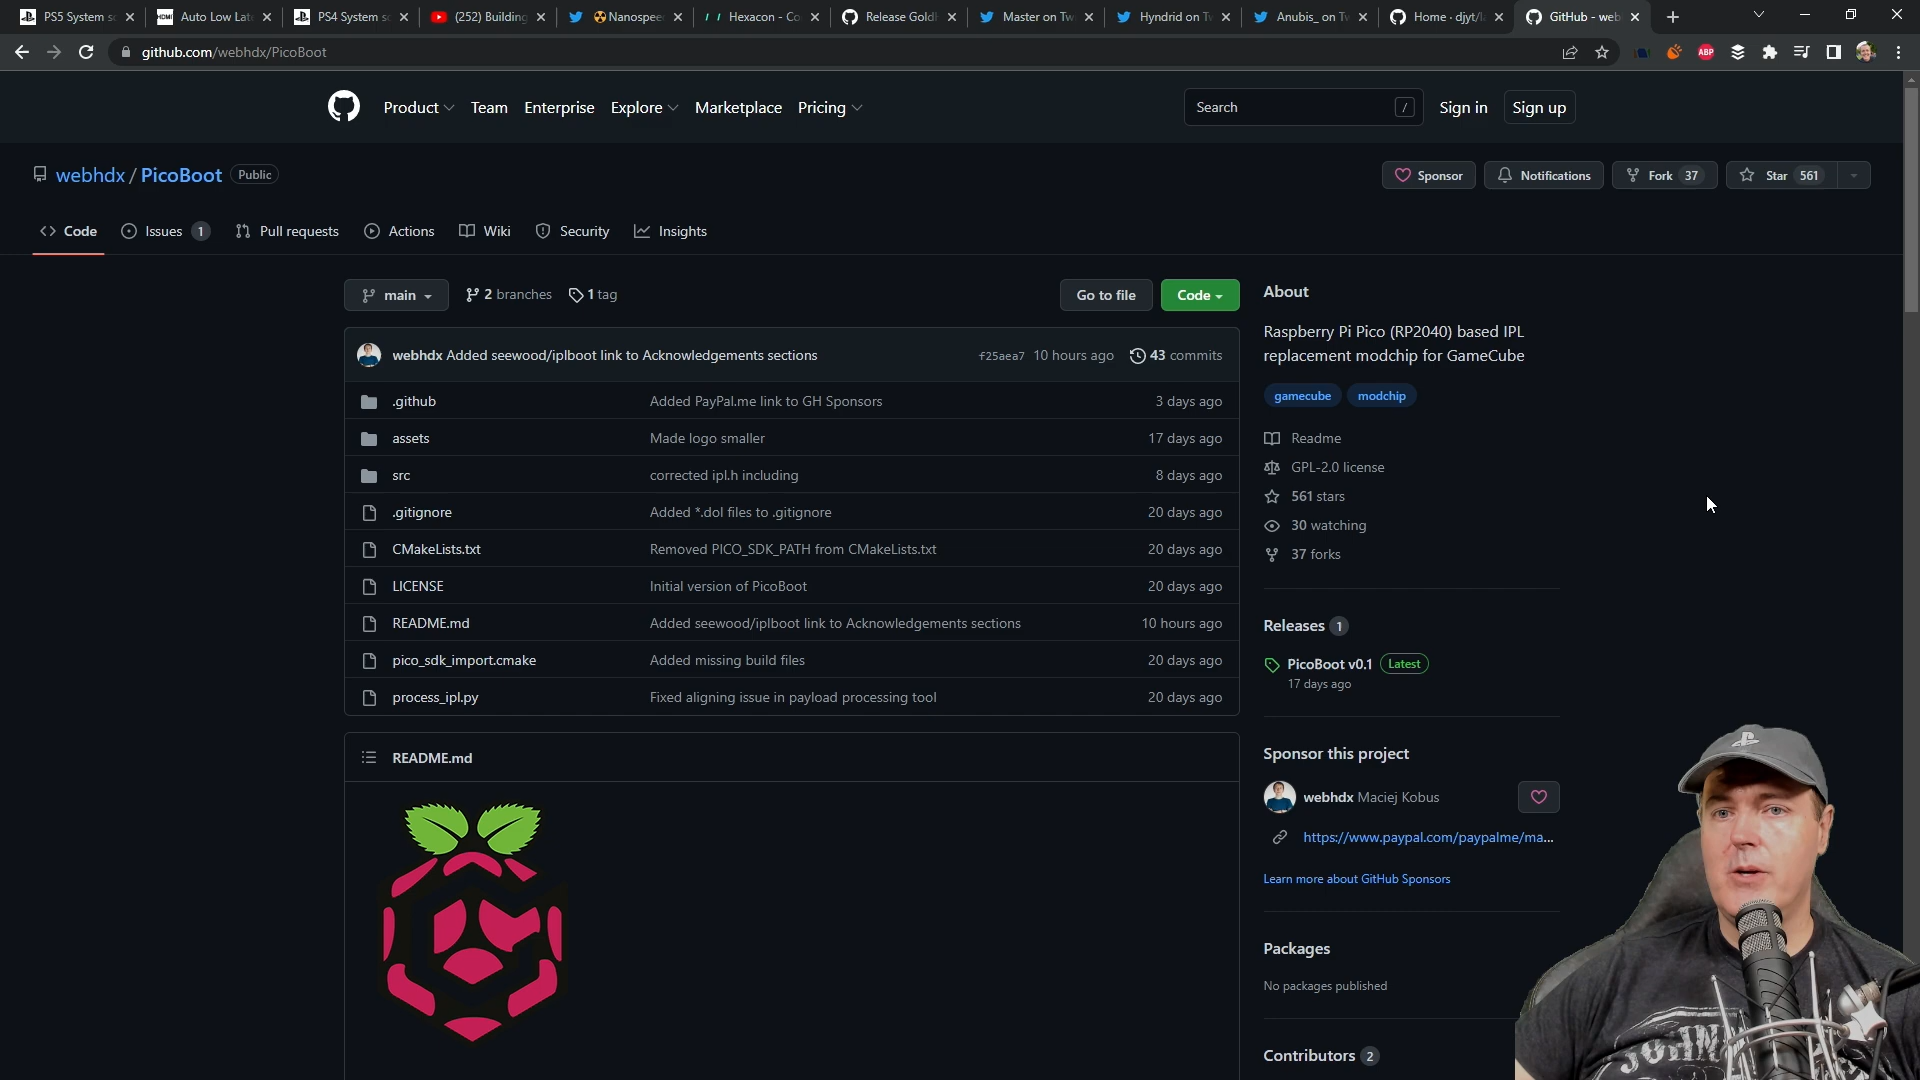 PS5 System s
Auto Low Lat
PS4 System s
(252) Building
Nanospee
Hexacon - Co
Release Gold
Master on Tw
Hyndrid on T
Anubis_ on Tw
Home · djyt/
GitHub - web
github.com/webhdx/PicoBoot
ABP
Product
Team
Enterprise
Explore
Marketplace
Pricing
Search
/
Sign in
Sign up
webhdx / PicoBoot
Public
Sponsor
Notifications
Fork 37
Star 561
Code
Issues 1
Pull requests
Actions
Wiki
Security
Insights
main
2 branches
1 tag
Go to file
Code
webhdx Added seewood/iplboot link to Acknowledgements sections
f25aea7 10 hours ago
43 commits
.github Added PayPal.me link to GH Sponsors 3 days ago
assets Made logo smaller 17 days ago
src corrected ipl.h including 8 days ago
.gitignore Added *.dol files to .gitignore 20 days ago
CMakeLists.txt Removed PICO_SDK_PATH from CMakeLists.txt 20 days ago
LICENSE Initial version of PicoBoot 20 days ago
README.md Added seewood/iplboot link to Acknowledgements sections 10 hours ago
pico_sdk_import.cmake Added missing build files 20 days ago
process_ipl.py Fixed aligning issue in payload processing tool 20 days ago
README.md
About
Raspberry Pi Pico (RP2040) based IPL
replacement modchip for GameCube
gamecube
modchip
Readme
GPL-2.0 license
561 stars
30 watching
37 forks
Releases 1
PicoBoot v0.1 Latest
17 days ago
Sponsor this project
webhdx Maciej Kobus
https://www.paypal.com/paypalme/ma...
Learn more about GitHub Sponsors
Packages
No packages published
Contributors 2